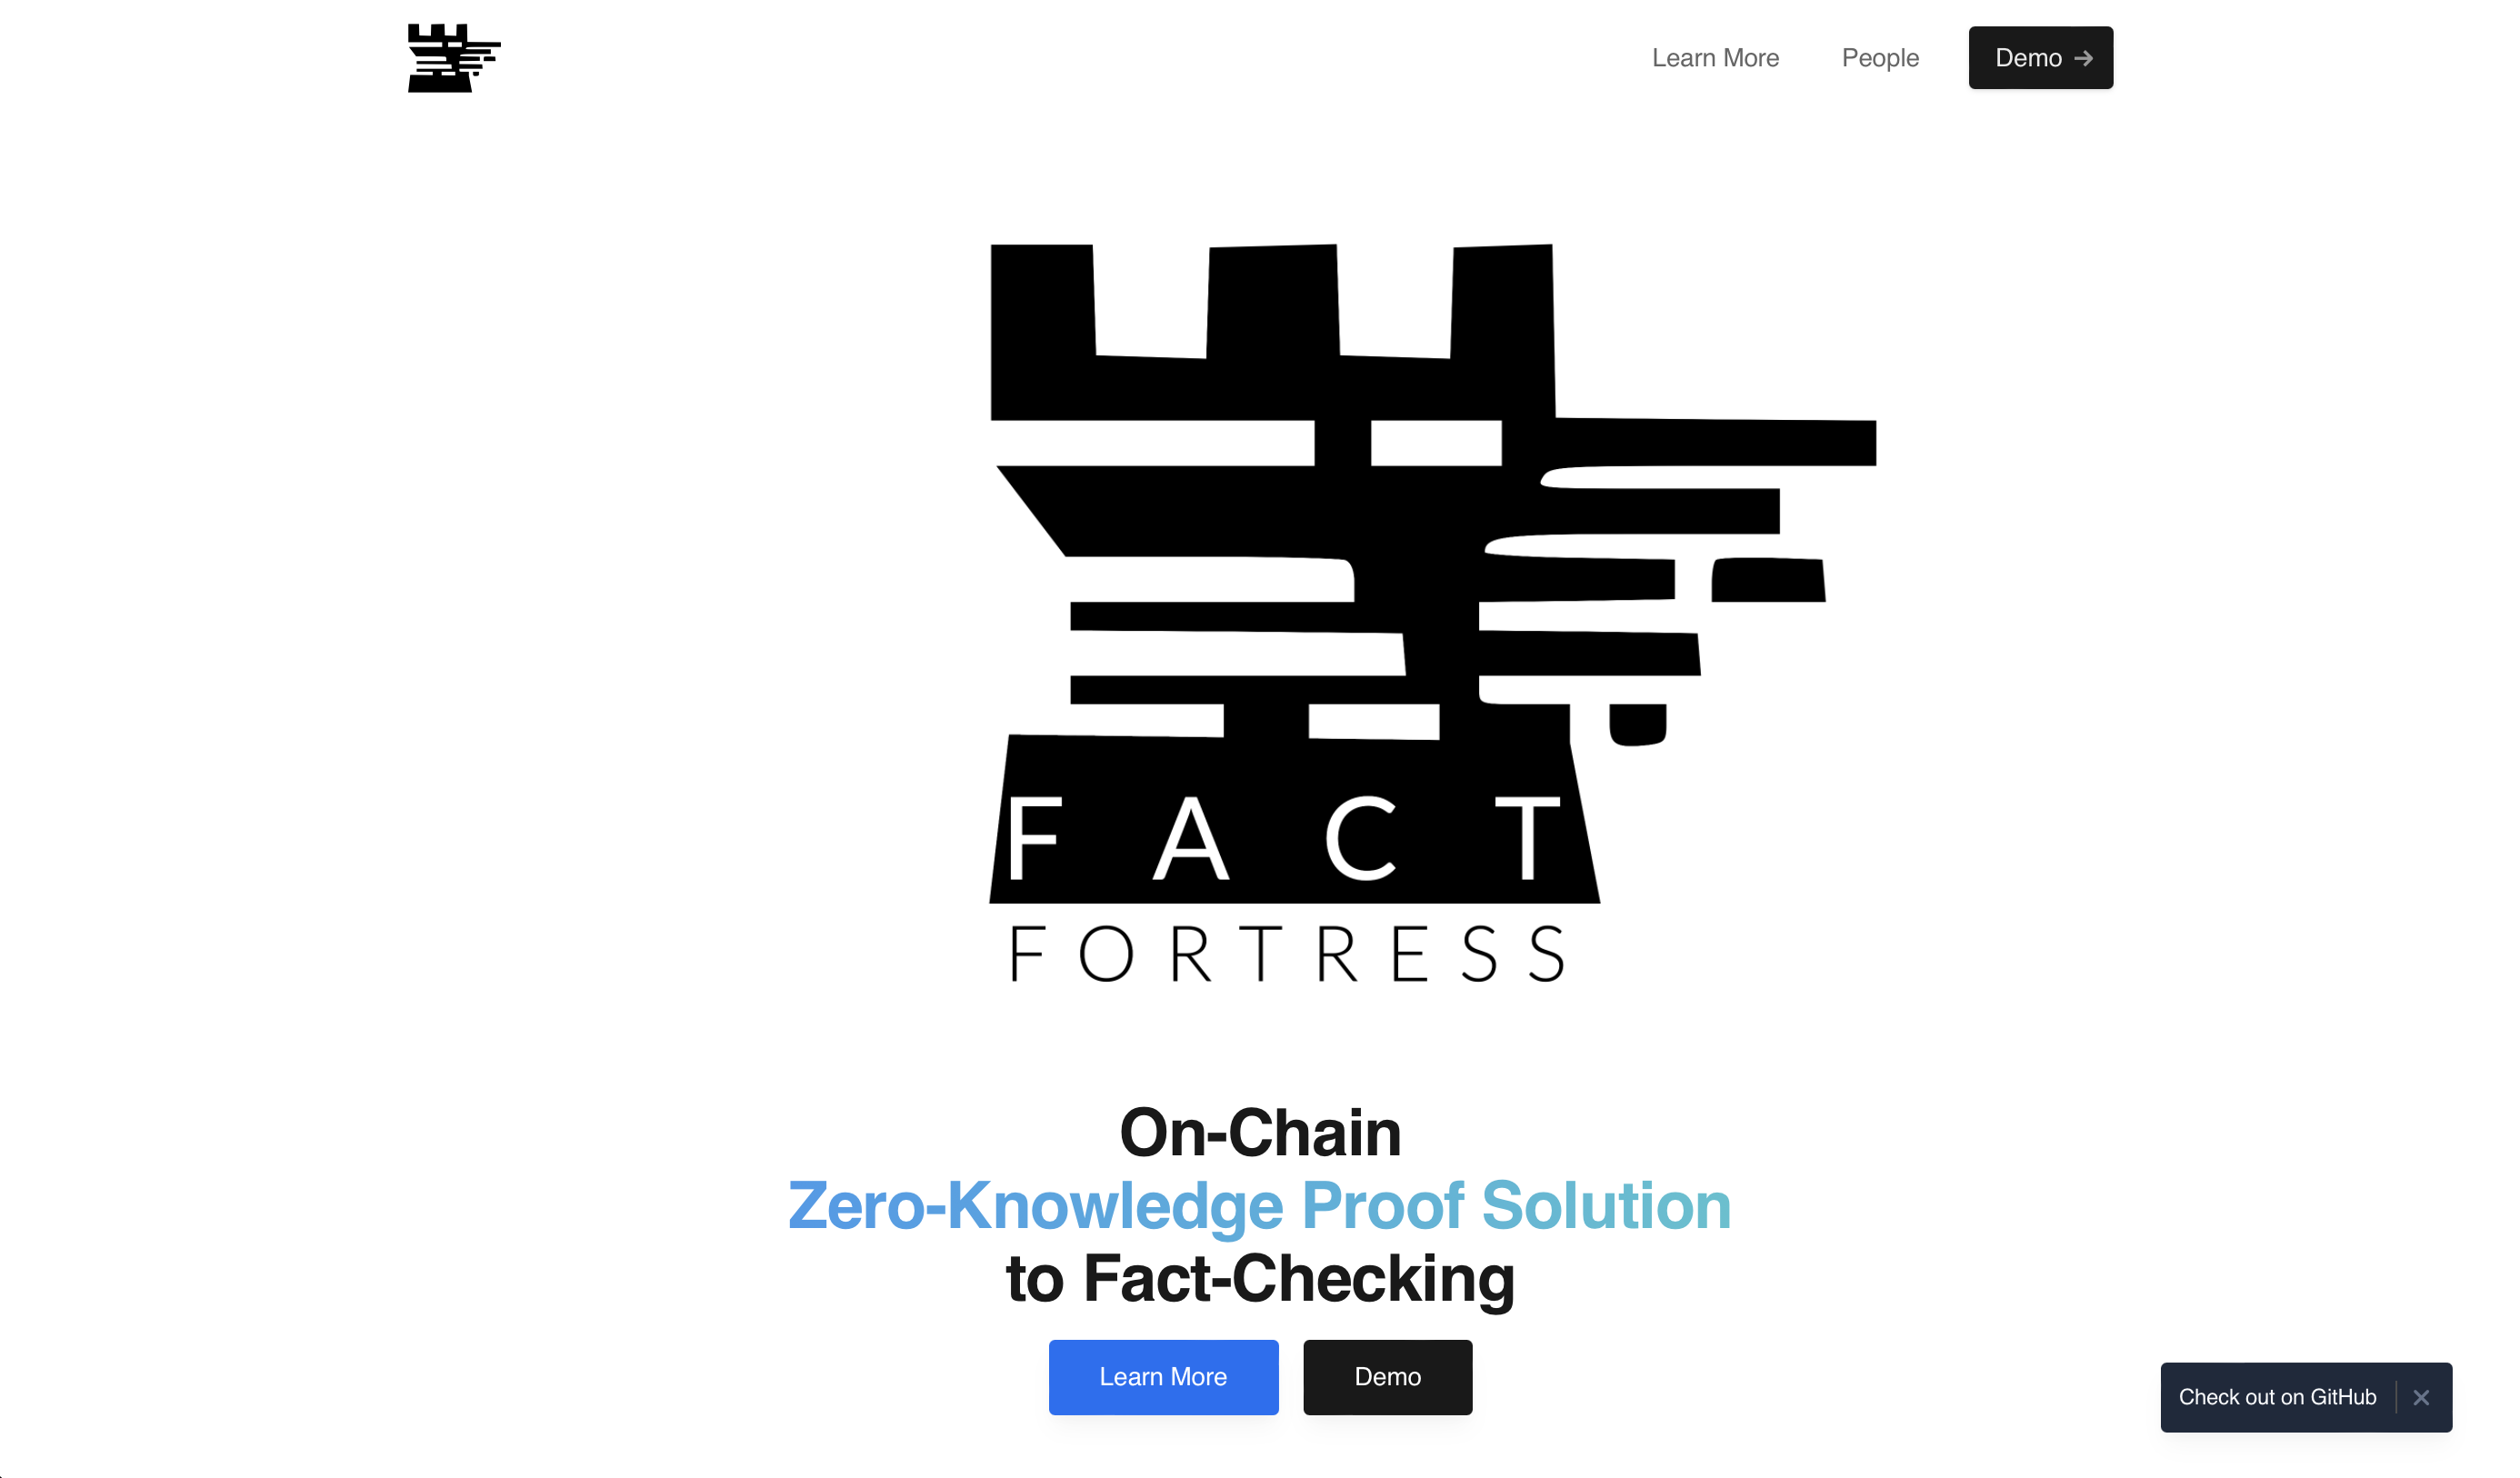 Learn More
People
Demo →
FACT
FORTRESS
On-Chain
Zero-Knowledge Proof Solution
to Fact-Checking
Learn More
Demo
Check out on GitHub